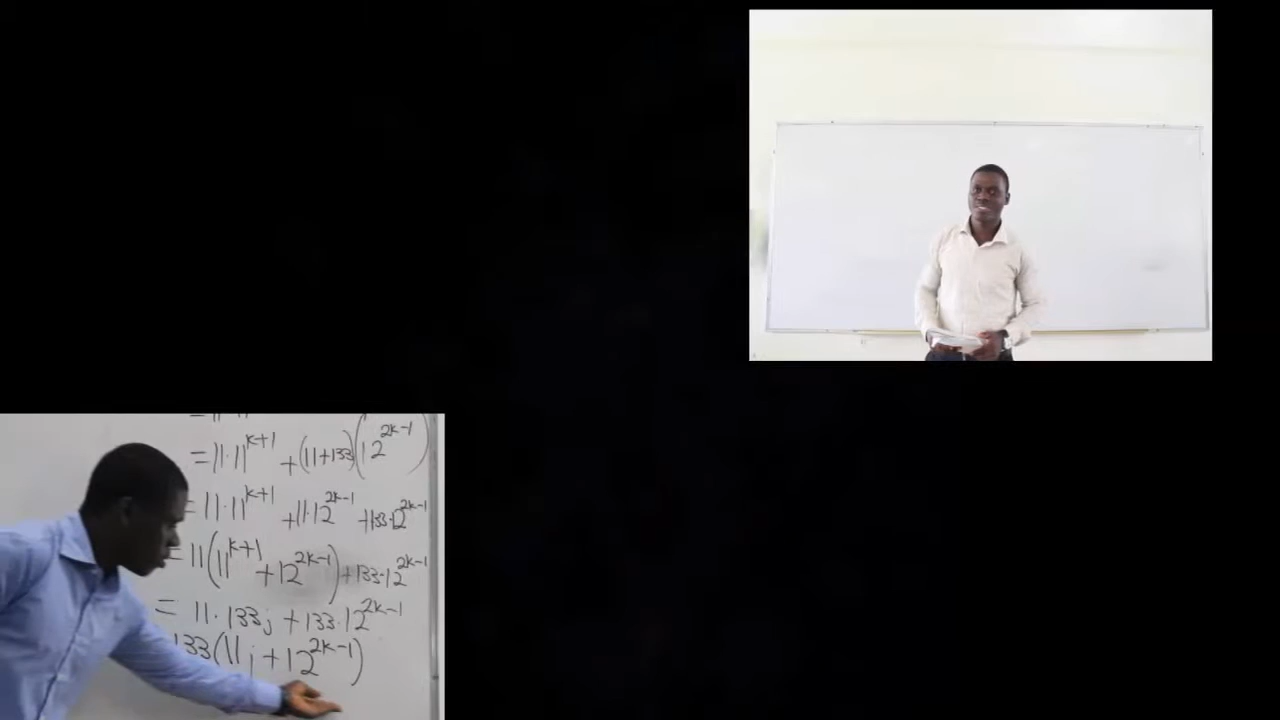 = 11·11^{k+1} + (11+133)(12^{2k-1})
= 11·11^{k+1} + 11·12^{2k-1} + 133·12^{2k-1}
= 11(11^{k+1} + 12^{2k-1}) + 133·12^{2k-1}
= 11·133j + 133·12^{2k-1}
133(11j + 12^{2k-1})